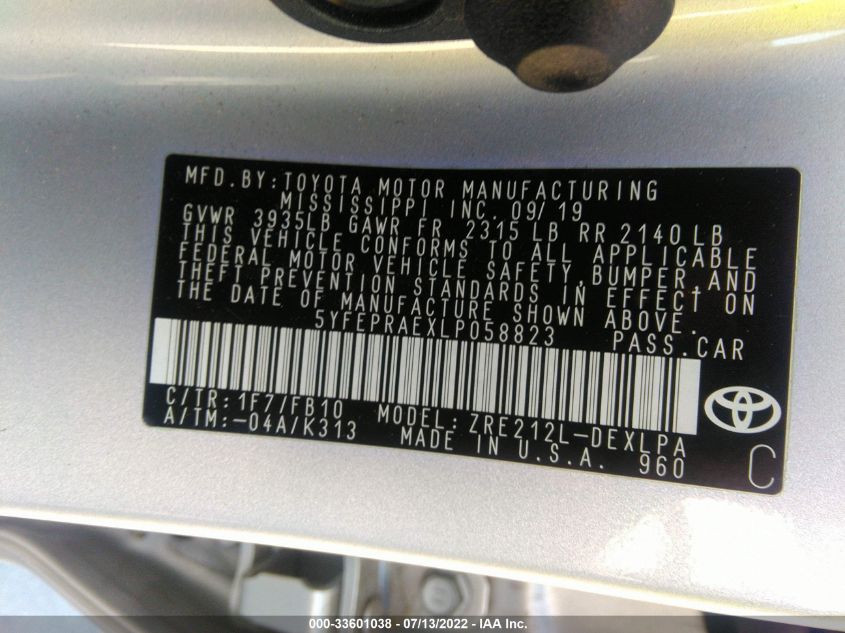 MFD.BY:TOYOTA MOTOR MANUFACTURING
MISSISSIPPI, INC. 09/19
GVWR 3935LB GAWR FR 2315 LB RR 2140 LB
THIS VEHICLE CONFORMS TO ALL APPLICABLE
FEDERAL MOTOR VEHICLE SAFETY, BUMPER, AND
THEFT PREVENTION STANDARDS IN EFFECT ON
THE DATE OF MANUFACTURE SHOWN ABOVE.
5YFEPRAEXLP058823 PASS.CAR
C/TR:1F7/FB10 MODEL:ZRE212L-DEXLPA
A/TM:-04A/K313 MADE IN U.S.A. 960
C
000-33601038 - 07/13/2022 - IAA Inc.